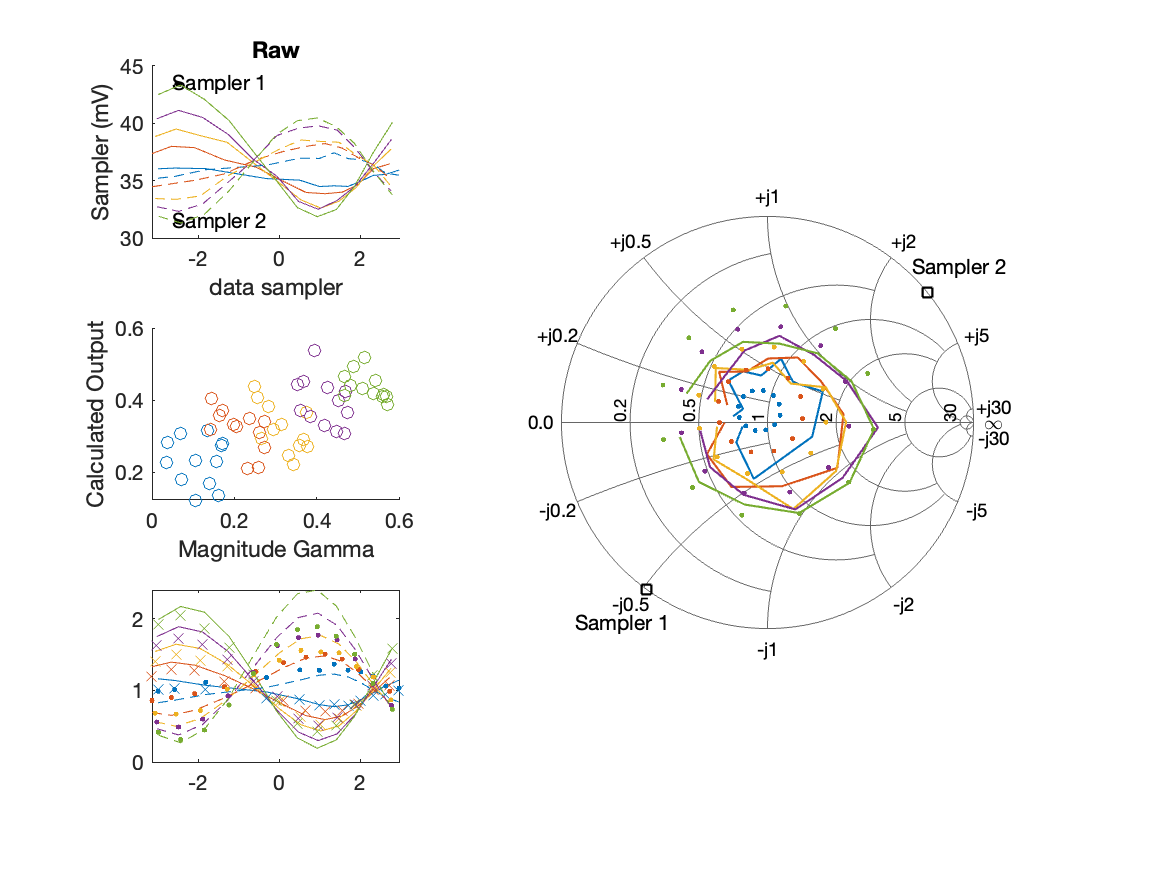 Raw
45
40
35
30
Sampler (mV)
Sampler 1
Sampler 2
-2
0
2
data sampler
0.6
0.4
0.2
Calculated Output
0
0.2
0.4
0.6
Magnitude Gamma
2
1
0
-2
0
2
+j1
+j0.5
+j2
Sampler 2
+j0.2
+j5
0.0
0.2
0.5
1
2
5
30
+j30
∞
-j30
-j0.2
-j5
-j0.5
-j2
Sampler 1
-j1